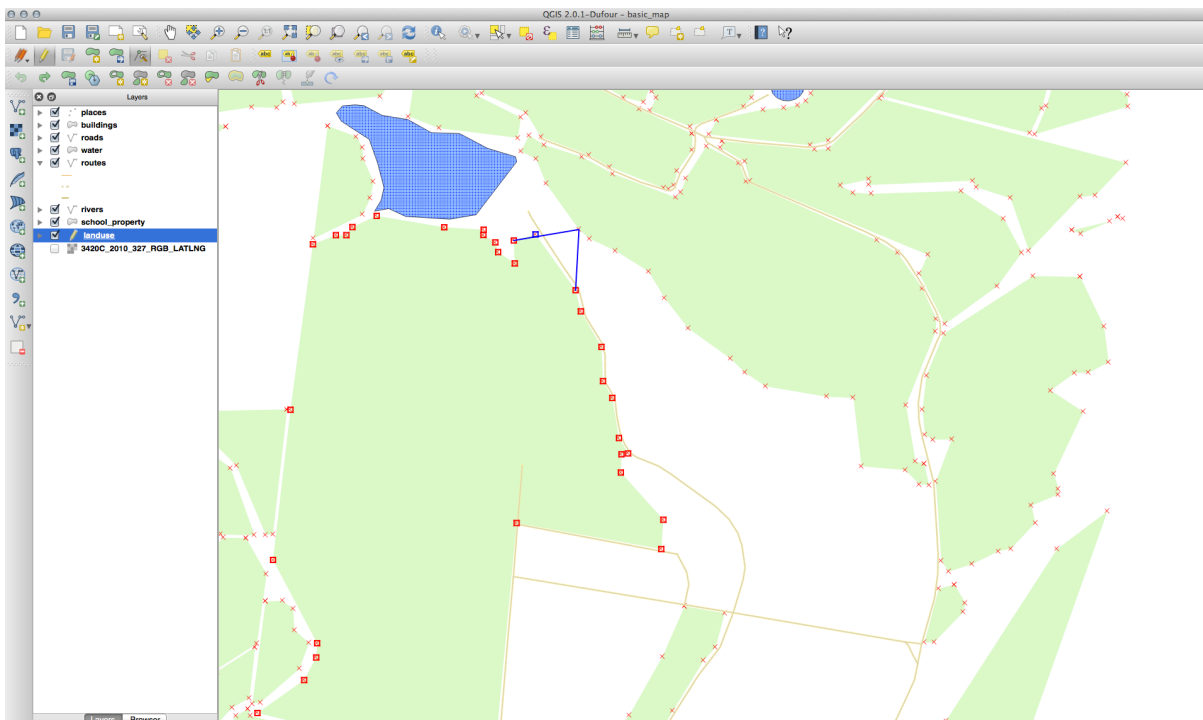 QGIS 2.0.1-Dufour - basic_map
Layers
places
buildings
roads
water
routes
rivers
school_property
landuse
3420C_2010_327_RGB_LATLNG
Layers Browser